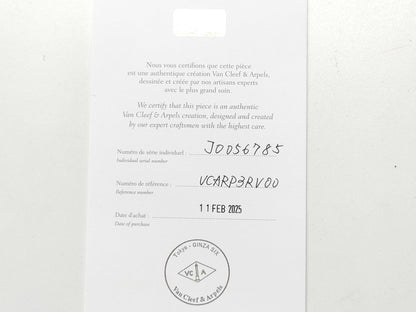 Nous vous certifions que cette pièce
est une authentique création Van Cleef & Arpels,
dessinée et créée par nos artisans experts
avec le plus grand soin.
We certify that this piece is an authentic
Van Cleef & Arpels creation, designed and created
by our expert craftsmen with the highest care.
Numéro de série individuel : J0056785
Individual serial number
Numéro de référence : VCARP3RV00
Reference number
Date d'achat : 11 FEB 2025
Date of purchase
Tokyo - GINZA SIX
VC A
Van Cleef & Arpels